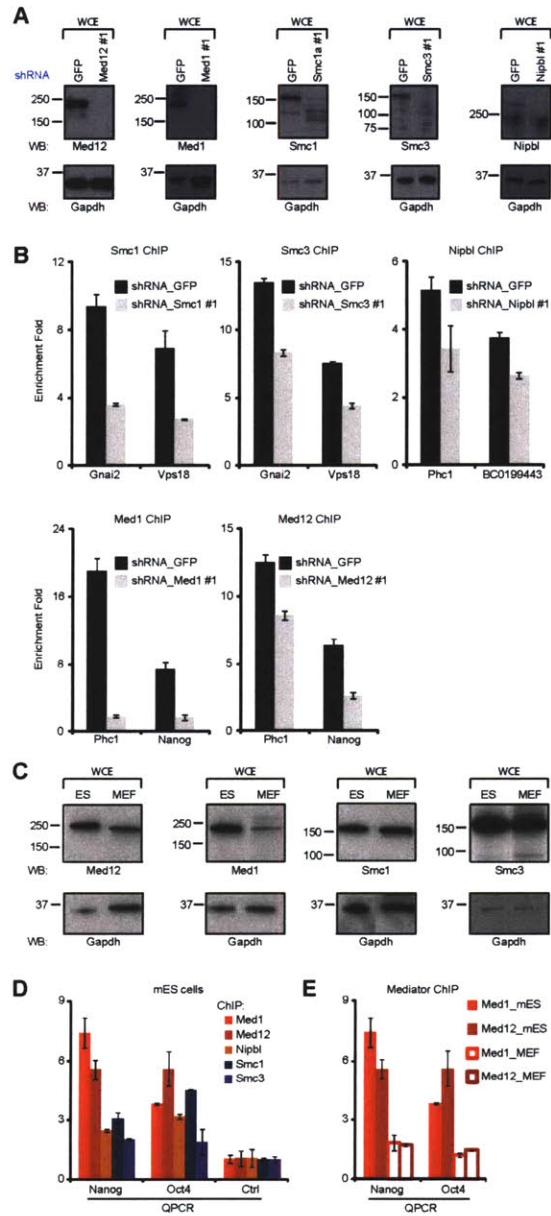 A
WCE WCE WCE WCE WCE
shRNA GFP Med12 #1 GFP Med1 #1 GFP Smc1a #1 GFP Smc3 #1 GFP Nipbl #1
250 150 250 150 150 100 150 100 75 250
WB: Med12 Med1 Smc1 Smc3 Nipbl
37 37 37 37 37
WB: Gapdh Gapdh Gapdh Gapdh Gapdh
B
Smc1 ChIP Smc3 ChIP Nipbl ChIP
Enrichment Fold
12 8 4 0
shRNA_GFP
shRNA_Smc1 #1
Gnai2 Vps18
15 10 5 0
shRNA_GFP
shRNA_Smc3 #1
Gnai2 Vps18
6 4 2 0
shRNA_GFP
shRNA_Nipbl #1
Phc1 BC0199443
Med1 ChIP Med12 ChIP
Enrichment Fold
24 16 8 0
shRNA_GFP
shRNA_Med1 #1
Phc1 Nanog
15 10 5 0
shRNA_GFP
shRNA_Med12 #1
Phc1 Nanog
C
WCE WCE WCE WCE
ES MEF ES MEF ES MEF ES MEF
250 150 250 150 150 100 150 100
WB: Med12 Med1 Smc1 Smc3
37 37 37 37
WB: Gapdh Gapdh Gapdh Gapdh
D
mES cells
9 6 3 0
ChIP:
Med1
Med12
Nipbl
Smc1
Smc3
Nanog Oct4 Ctrl
QPCR
E
Mediator ChIP
9 6 3 0
Med1_mES
Med12_mES
Med1_MEF
Med12_MEF
Nanog Oct4
QPCR